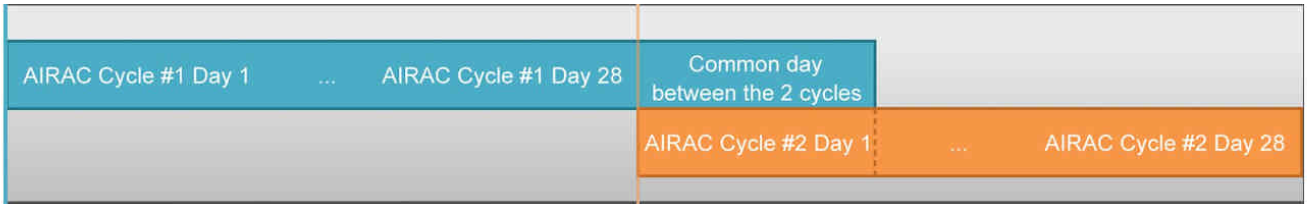 AIRAC Cycle #1 Day 1 ... AIRAC Cycle #1 Day 28 Common day
between the 2 cycles
AIRAC Cycle #2 Day 1 ... AIRAC Cycle #2 Day 28